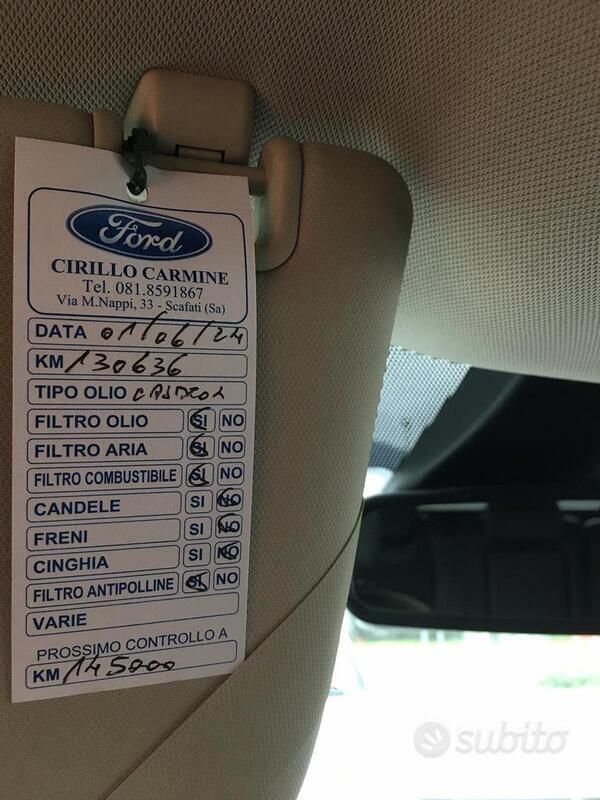 Ford
CIRILLO CARMINE
Tel. 081.8591867
Via M.Nappi, 33 - Scafati (Sa)
DATA 01/06/24
KM 130636
TIPO OLIO CASTROL
FILTRO OLIO SI NO
FILTRO ARIA SI NO
FILTRO COMBUSTIBILE SI NO
CANDELE SI NO
FRENI SI NO
CINGHIA SI NO
FILTRO ANTIPOLLINE SI NO
VARIE
PROSSIMO CONTROLLO A
KM 145000
subito